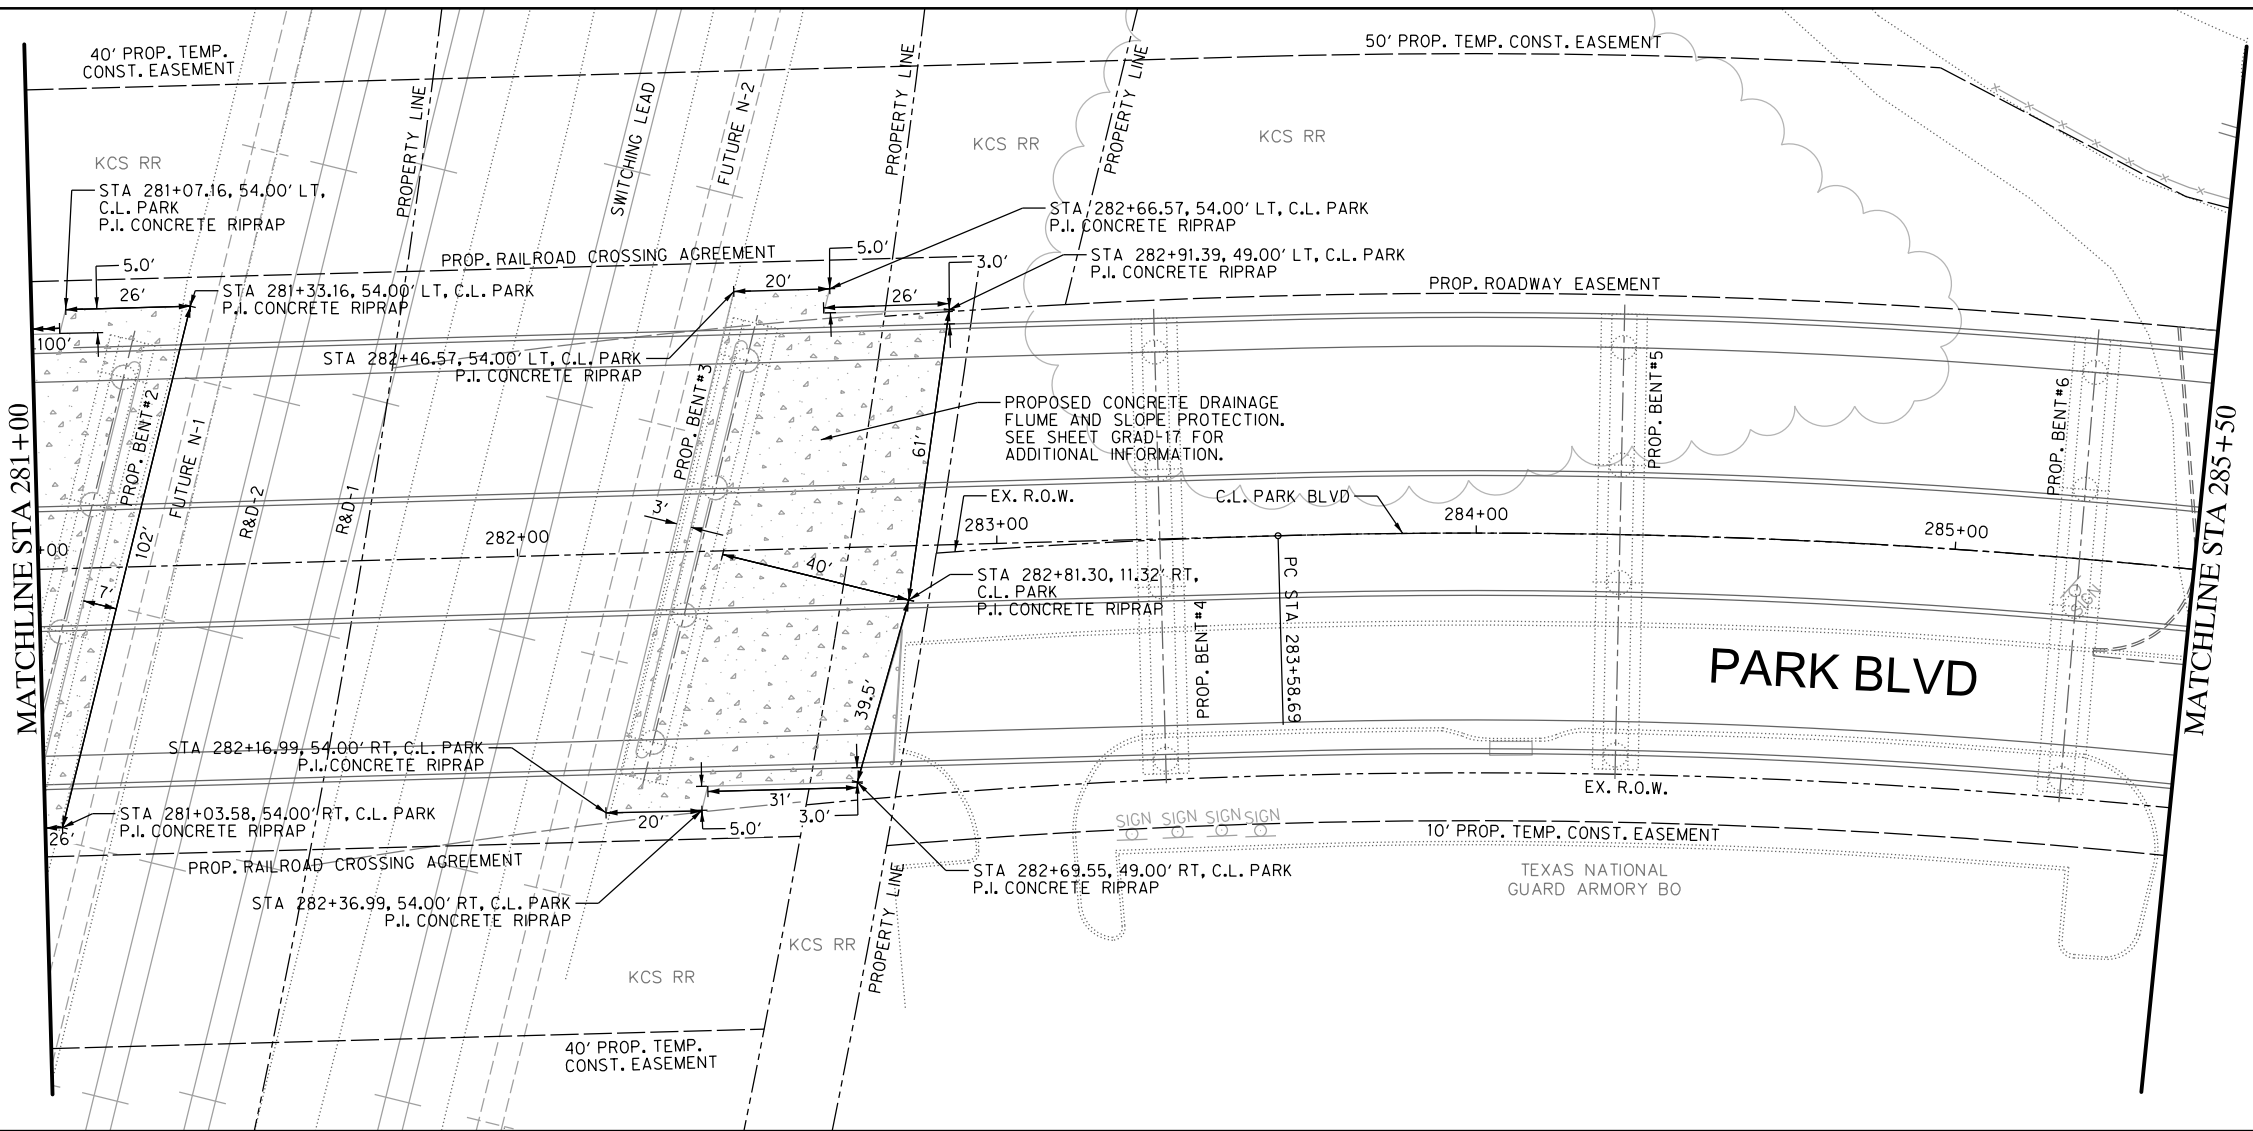 40' PROP. TEMP.
CONST. EASEMENT
50' PROP. TEMP. CONST. EASEMENT
PROPERTY LINE
SWITCHING LEAD
FUTURE N-2
PROPERTY LINE
PROPERTY LINE
KCS RR
KCS RR
KCS RR
STA 281+07.16, 54.00' LT,
C.L. PARK
P.I. CONCRETE RIPRAP
STA 282+66.57, 54.00' LT, C.L. PARK
P.I. CONCRETE RIPRAP
PROP. RAILROAD CROSSING AGREEMENT
5.0'
STA 282+91.39, 49.00' LT, C.L. PARK
P.I. CONCRETE RIPRAP
3.0'
5.0'
26'
STA 281+33.16, 54.00' LT, C.L. PARK
P.I. CONCRETE RIPRAP
20'
26'
PROP. ROADWAY EASEMENT
100'
STA 282+46.57, 54.00' LT, C.L. PARK
P.I. CONCRETE RIPRAP
PROP. BENT#2
FUTURE N-1
R&D-2
R&D-1
PROP. BENT#3
61'
PROPOSED CONCRETE DRAINAGE
FLUME AND SLOPE PROTECTION.
SEE SHEET GRAD-17 FOR
ADDITIONAL INFORMATION.
PROP. BENT#5
PROP. BENT#6
MATCHLINE STA 281+00
MATCHLINE STA 285+50
EX. R.O.W.
C.L. PARK BLVD
3'
+00
282+00
283+00
284+00
285+00
102'
7'
40'
STA 282+81.30, 11.32' RT,
C.L. PARK
P.I. CONCRETE RIPRAP
PROP. BENT#4
PC STA 283+58.69
SIGN
PARK BLVD
39.5'
STA 282+16.99, 54.00' RT, C.L. PARK
P.I. CONCRETE RIPRAP
31'
EX. R.O.W.
STA 281+03.58, 54.00' RT, C.L. PARK
P.I. CONCRETE RIPRAP
26'
20'
5.0'
3.0'
SIGN SIGN SIGN SIGN
10' PROP. TEMP. CONST. EASEMENT
PROP. RAILROAD CROSSING AGREEMENT
STA 282+69.55, 49.00' RT, C.L. PARK
P.I. CONCRETE RIPRAP
TEXAS NATIONAL
GUARD ARMORY BO
STA 282+36.99, 54.00' RT, C.L. PARK
P.I. CONCRETE RIPRAP
PROPERTY LINE
KCS RR
KCS RR
40' PROP. TEMP.
CONST. EASEMENT